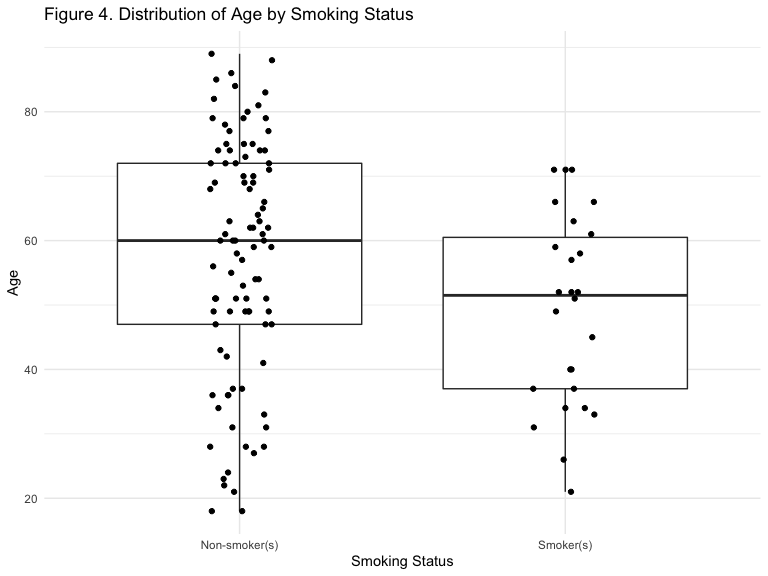 Figure 4. Distribution of Age by Smoking Status
80
60
40
20
Age
Non-smoker(s)
Smoker(s)
Smoking Status